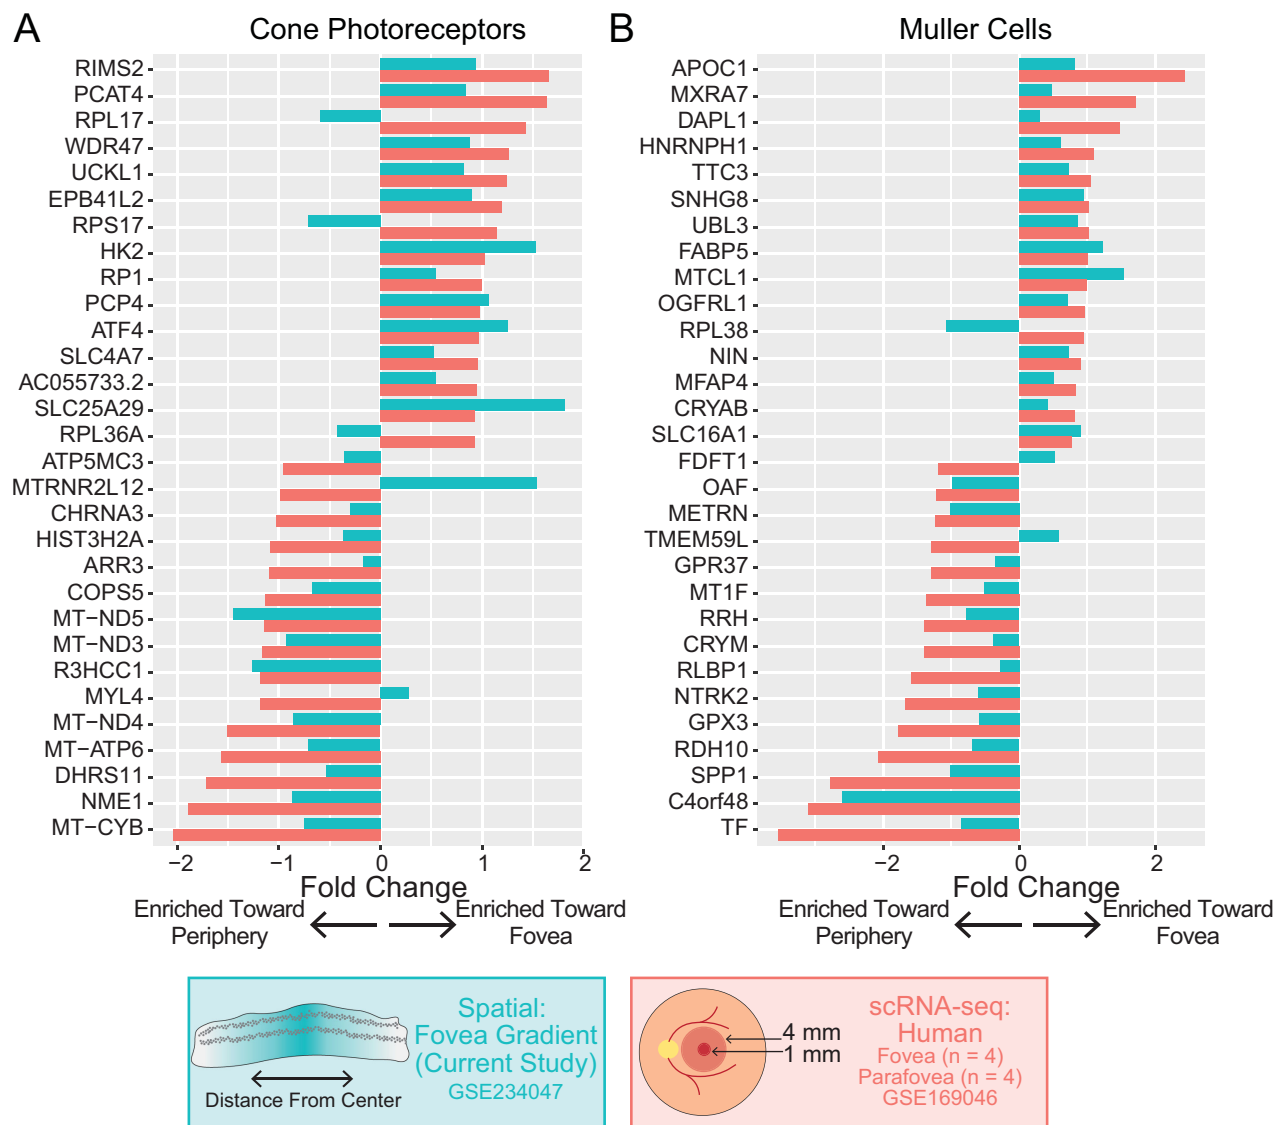 A
Cone Photoreceptors
RIMS2
PCAT4
RPL17
WDR47
UCKL1
EPB41L2
RPS17
HK2
RP1
PCP4
ATF4
SLC4A7
AC055733.2
SLC25A29
RPL36A
ATP5MC3
MTRNR2L12
CHRNA3
HIST3H2A
ARR3
COPS5
MT−ND5
MT−ND3
R3HCC1
MYL4
MT−ND4
MT−ATP6
DHRS11
NME1
MT−CYB
−2 −1 0 1 2
Fold Change
Enriched Toward
Periphery
Enriched Toward
Fovea
B
Muller Cells
APOC1
MXRA7
DAPL1
HNRNPH1
TTC3
SNHG8
UBL3
FABP5
MTCL1
OGFRL1
RPL38
NIN
MFAP4
CRYAB
SLC16A1
FDFT1
OAF
METRN
TMEM59L
GPR37
MT1F
RRH
CRYM
RLBP1
NTRK2
GPX3
RDH10
SPP1
C4orf48
TF
−2 0 2
Fold Change
Enriched Toward
Periphery
Enriched Toward
Fovea
Distance From Center
Spatial:
Fovea Gradient
(Current Study)
GSE234047
4 mm
1 mm
scRNA-seq:
Human
Fovea (n = 4)
Parafovea (n = 4)
GSE169046